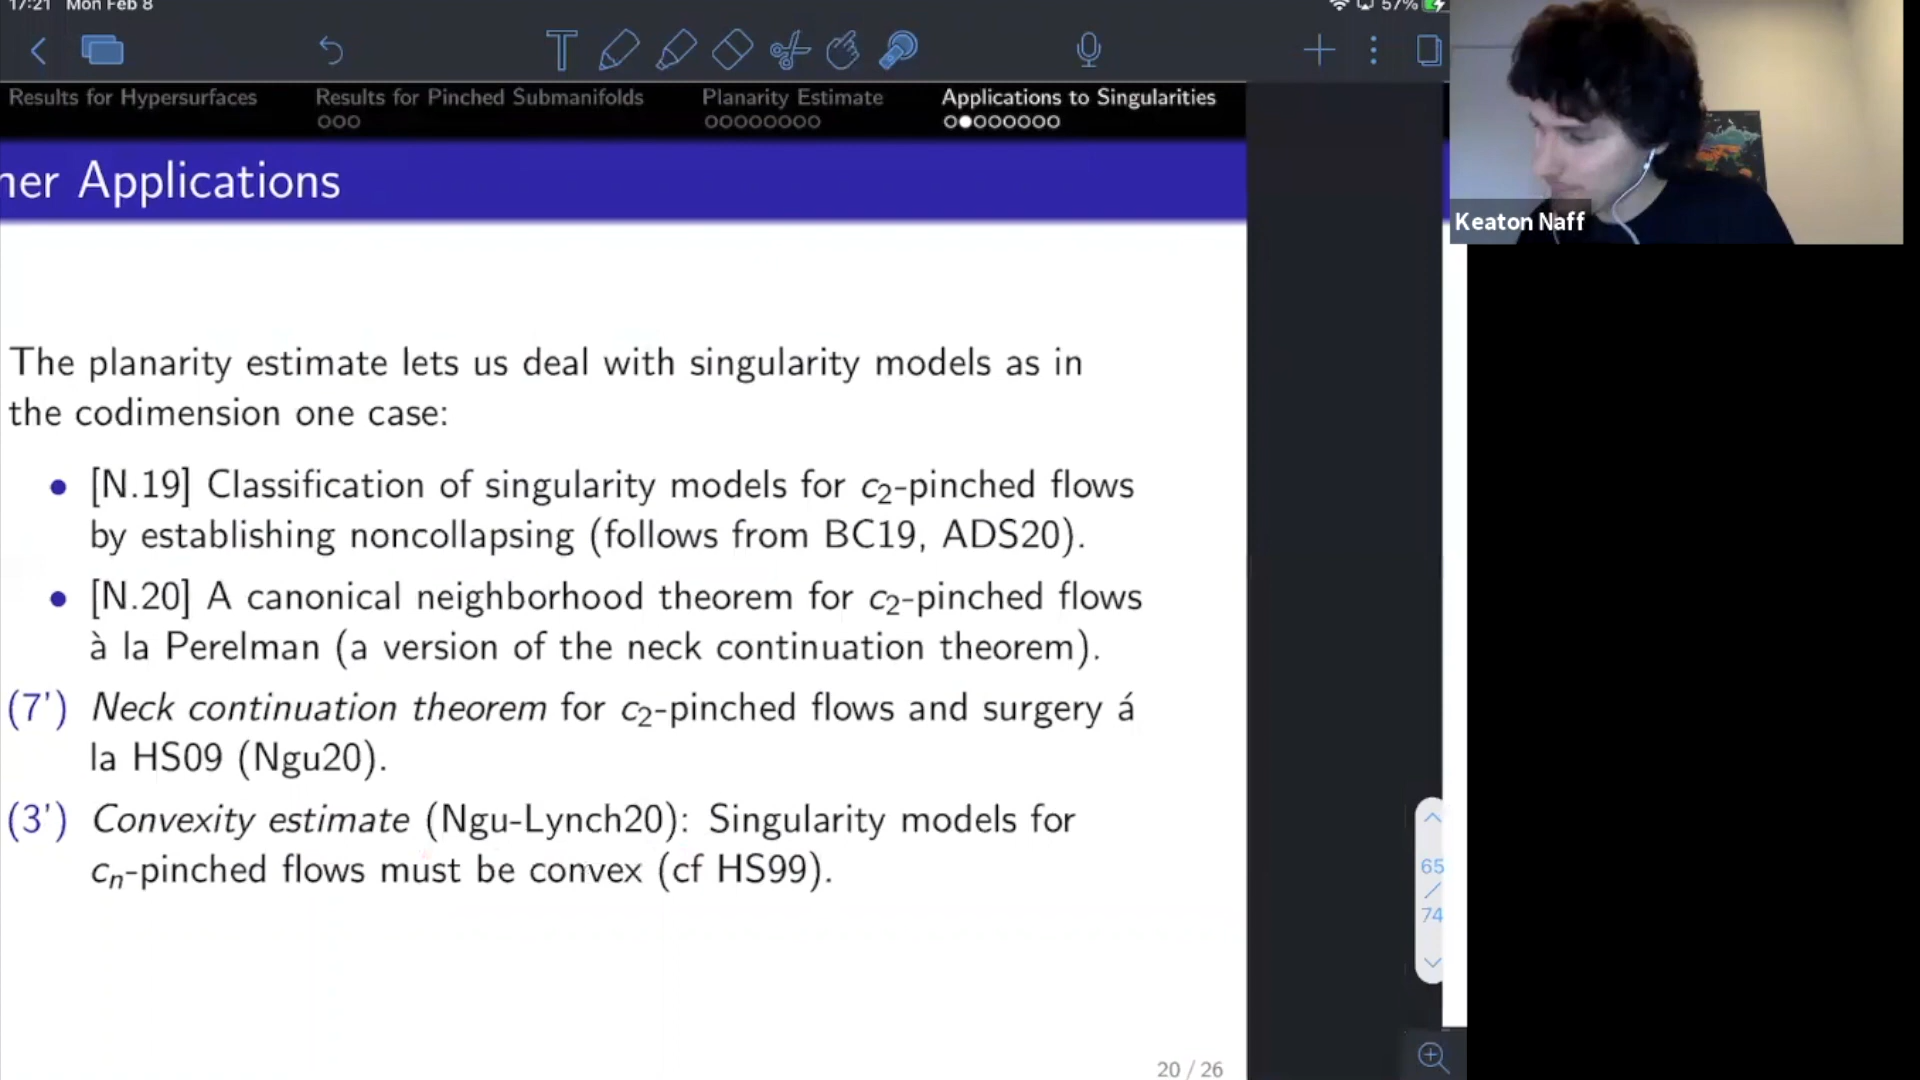 17:21 Mon Feb 8
57%
Results for Hypersurfaces Results for Pinched Submanifolds Planarity Estimate Applications to Singularities
Applications
Keaton Naff
The planarity estimate lets us deal with singularity models as in
the codimension one case:
• [N.19] Classification of singularity models for c₂-pinched flows
by establishing noncollapsing (follows from BC19, ADS20).
• [N.20] A canonical neighborhood theorem for c₂-pinched flows
à la Perelman (a version of the neck continuation theorem).
(7') Neck continuation theorem for c₂-pinched flows and surgery á
la HS09 (Ngu20).
(3') Convexity estimate (Ngu-Lynch20): Singularity models for
cₙ-pinched flows must be convex (cf HS99).
65
/
74
20 / 26